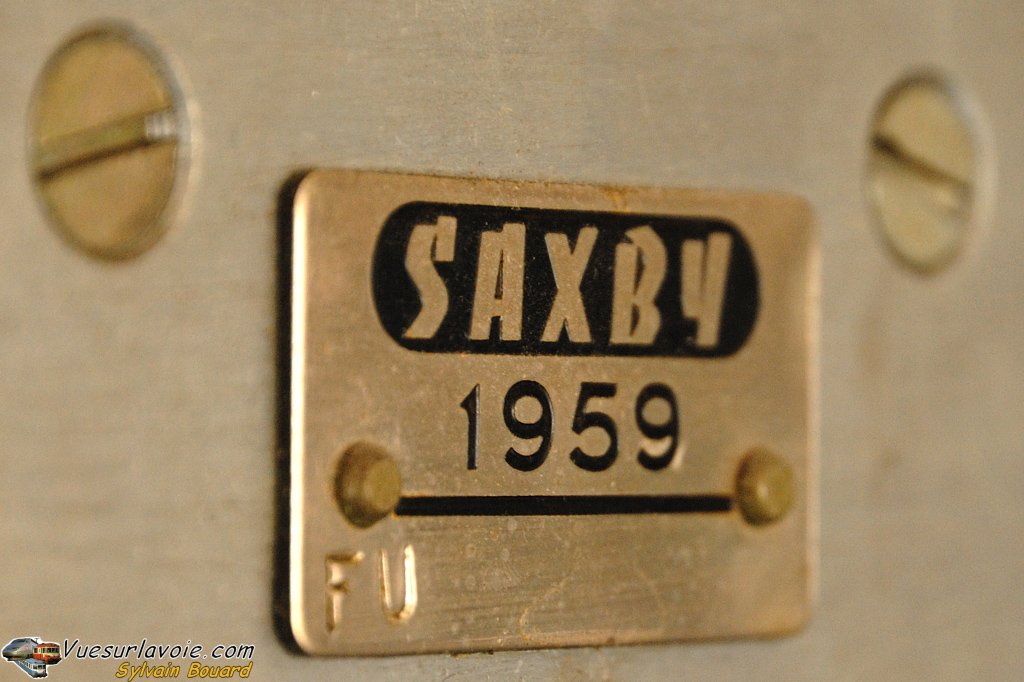 SAXBY
1959
FU
Vuesurlavoie.com
Sylvain Bouard